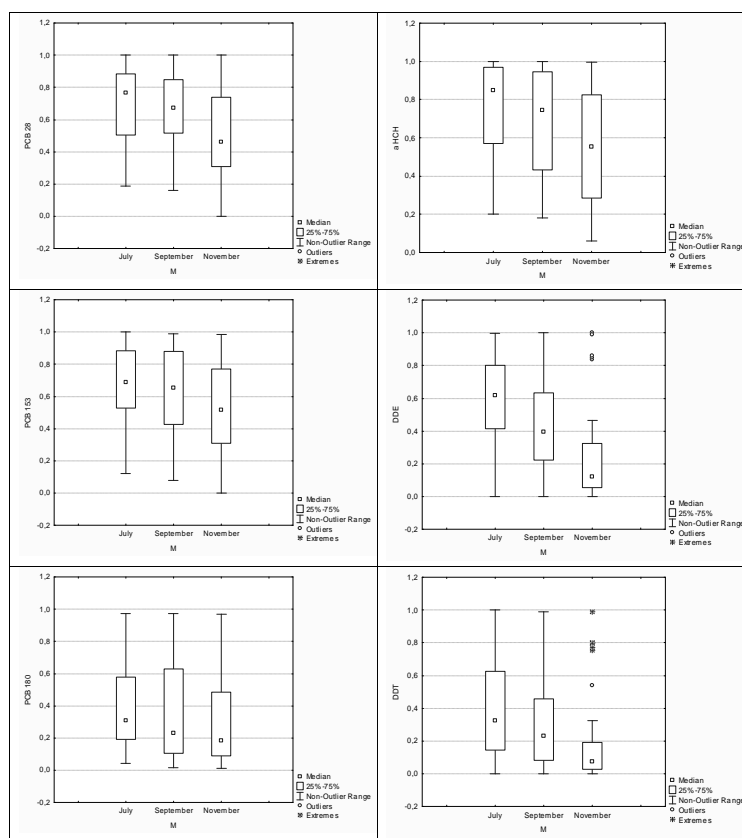 1,2
1,0
0,8
0,6
0,4
0,2
0,0
-0,2
PCB 28
July September November
M
Median
25%-75%
Non-Outlier Range
Outliers
Extremes
1,2
1,0
0,8
0,6
0,4
0,2
0,0
a HCH
July September November
M
Median
25%-75%
Non-Outlier Range
Outliers
Extremes
1,2
1,0
0,8
0,6
0,4
0,2
0,0
-0,2
PCB 153
July September November
M
Median
25%-75%
Non-Outlier Range
Outliers
Extremes
1,2
1,0
0,8
0,6
0,4
0,2
0,0
-0,2
DDE
July September November
M
Median
25%-75%
Non-Outlier Range
Outliers
Extremes
1,2
1,0
0,8
0,6
0,4
0,2
0,0
-0,2
PCB 180
July September November
M
Median
25%-75%
Non-Outlier Range
Outliers
Extremes
1,2
1,0
0,8
0,6
0,4
0,2
0,0
-0,2
DDT
July September November
M
Median
25%-75%
Non-Outlier Range
Outliers
Extremes